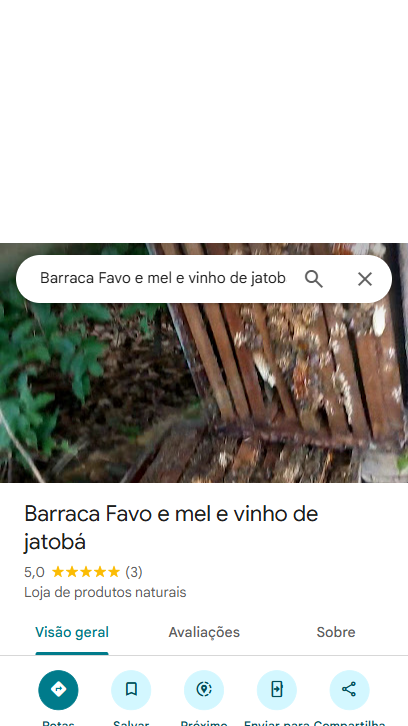 Barraca Favo e mel e vinho de jatob
Barraca Favo e mel e vinho de
jatobá
5,0 (3)
Loja de produtos naturais
Visão geral Avaliações Sobre
Rotas Salvar Próximo Enviar para Compartilha